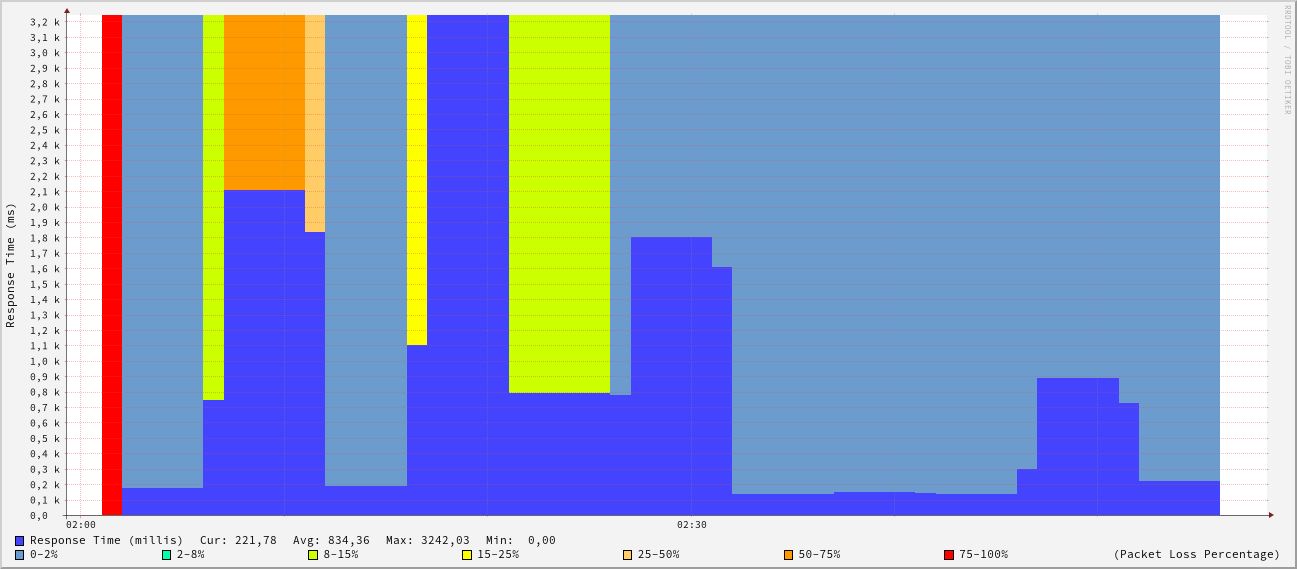 RRDTOOL / TOBI OETIKER
Response Time (ms)
3,2 k
3,1 k
3,0 k
2,9 k
2,8 k
2,7 k
2,6 k
2,5 k
2,4 k
2,3 k
2,2 k
2,1 k
2,0 k
1,9 k
1,8 k
1,7 k
1,6 k
1,5 k
1,4 k
1,3 k
1,2 k
1,1 k
1,0 k
0,9 k
0,8 k
0,7 k
0,6 k
0,5 k
0,4 k
0,3 k
0,2 k
0,1 k
0,0
02:00 02:30
Response Time (millis) Cur: 221,78 Avg: 834,36 Max: 3242,03 Min: 0,00
0-2% 2-8% 8-15% 15-25% 25-50% 50-75% 75-100% (Packet Loss Percentage)